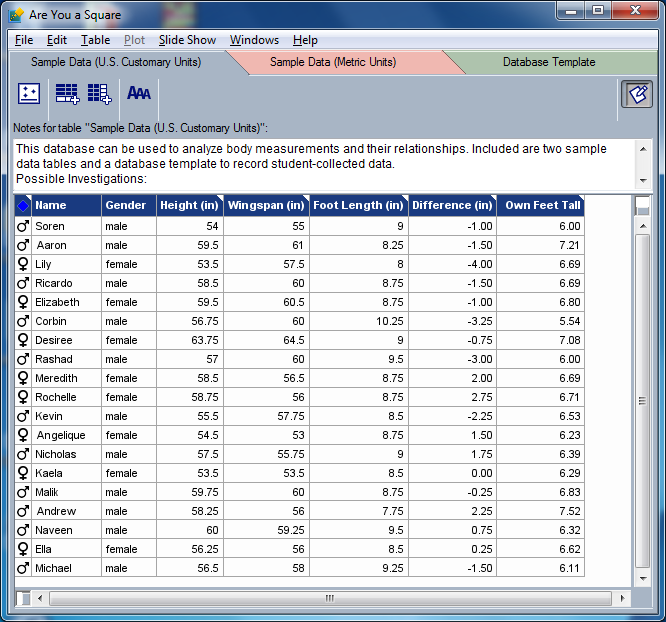 Are You a Square
File Edit Table Plot Slide Show Windows Help
Sample Data (U.S. Customary Units) Sample Data (Metric Units) Database Template
AAA
Notes for table "Sample Data (U.S. Customary Units)":
This database can be used to analyze body measurements and their relationships. Included are two sample
data tables and a database template to record student-collected data.
Possible Investigations:
Name Gender Height (in) Wingspan (in) Foot Length (in) Difference (in) Own Feet Tall
Soren male 54 55 9 -1.00 6.00
Aaron male 59.5 61 8.25 -1.50 7.21
Lily female 53.5 57.5 8 -4.00 6.69
Ricardo male 58.5 60 8.75 -1.50 6.69
Elizabeth female 59.5 60.5 8.75 -1.00 6.80
Corbin male 56.75 60 10.25 -3.25 5.54
Desiree female 63.75 64.5 9 -0.75 7.08
Rashad male 57 60 9.5 -3.00 6.00
Meredith female 58.5 56.5 8.75 2.00 6.69
Rochelle female 58.75 56 8.75 2.75 6.71
Kevin male 55.5 57.75 8.5 -2.25 6.53
Angelique female 54.5 53 8.75 1.50 6.23
Nicholas male 57.5 55.75 9 1.75 6.39
Kaela female 53.5 53.5 8.5 0.00 6.29
Malik male 59.75 60 8.75 -0.25 6.83
Andrew male 58.25 56 7.75 2.25 7.52
Naveen male 60 59.25 9.5 0.75 6.32
Ella female 56.25 56 8.5 0.25 6.62
Michael male 56.5 58 9.25 -1.50 6.11